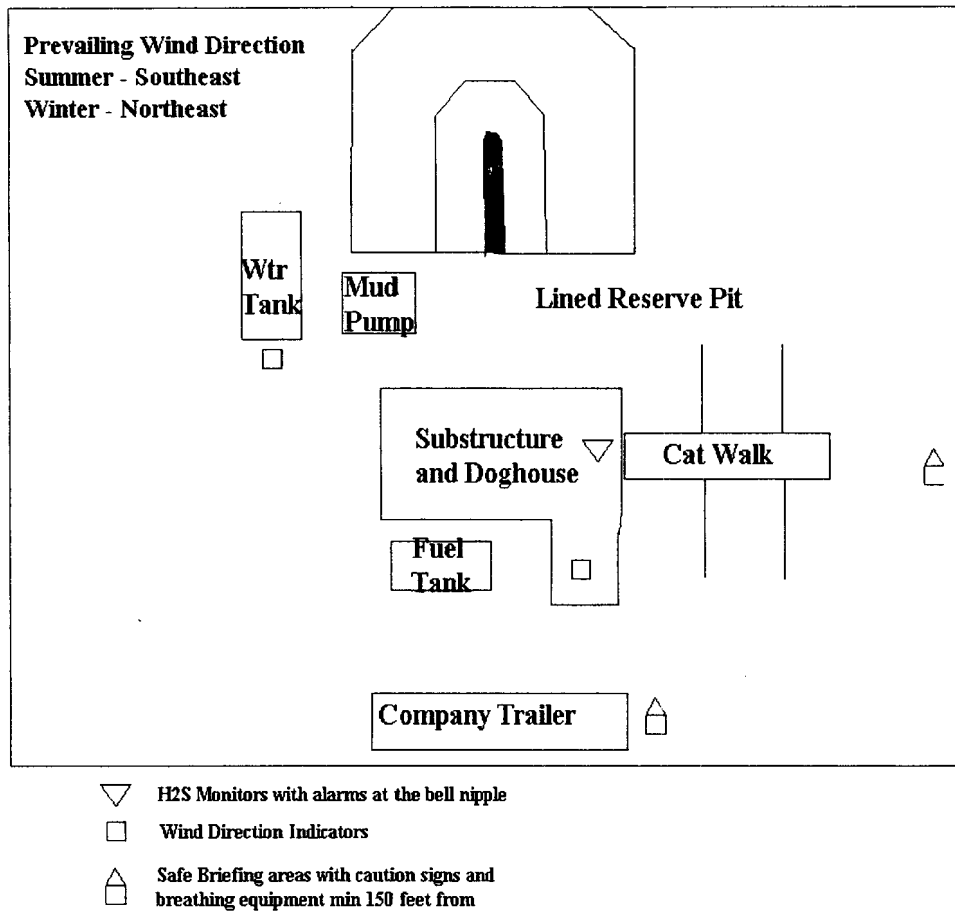 Prevailing Wind Direction
Summer - Southeast
Winter - Northeast
Wtr
Tank
Mud
Pump
Lined Reserve Pit
Substructure
and Doghouse
Cat Walk
Fuel
Tank
Company Trailer
H2S Monitors with alarms at the bell nipple
Wind Direction Indicators
Safe Briefing areas with caution signs and
breathing equipment min 150 feet from